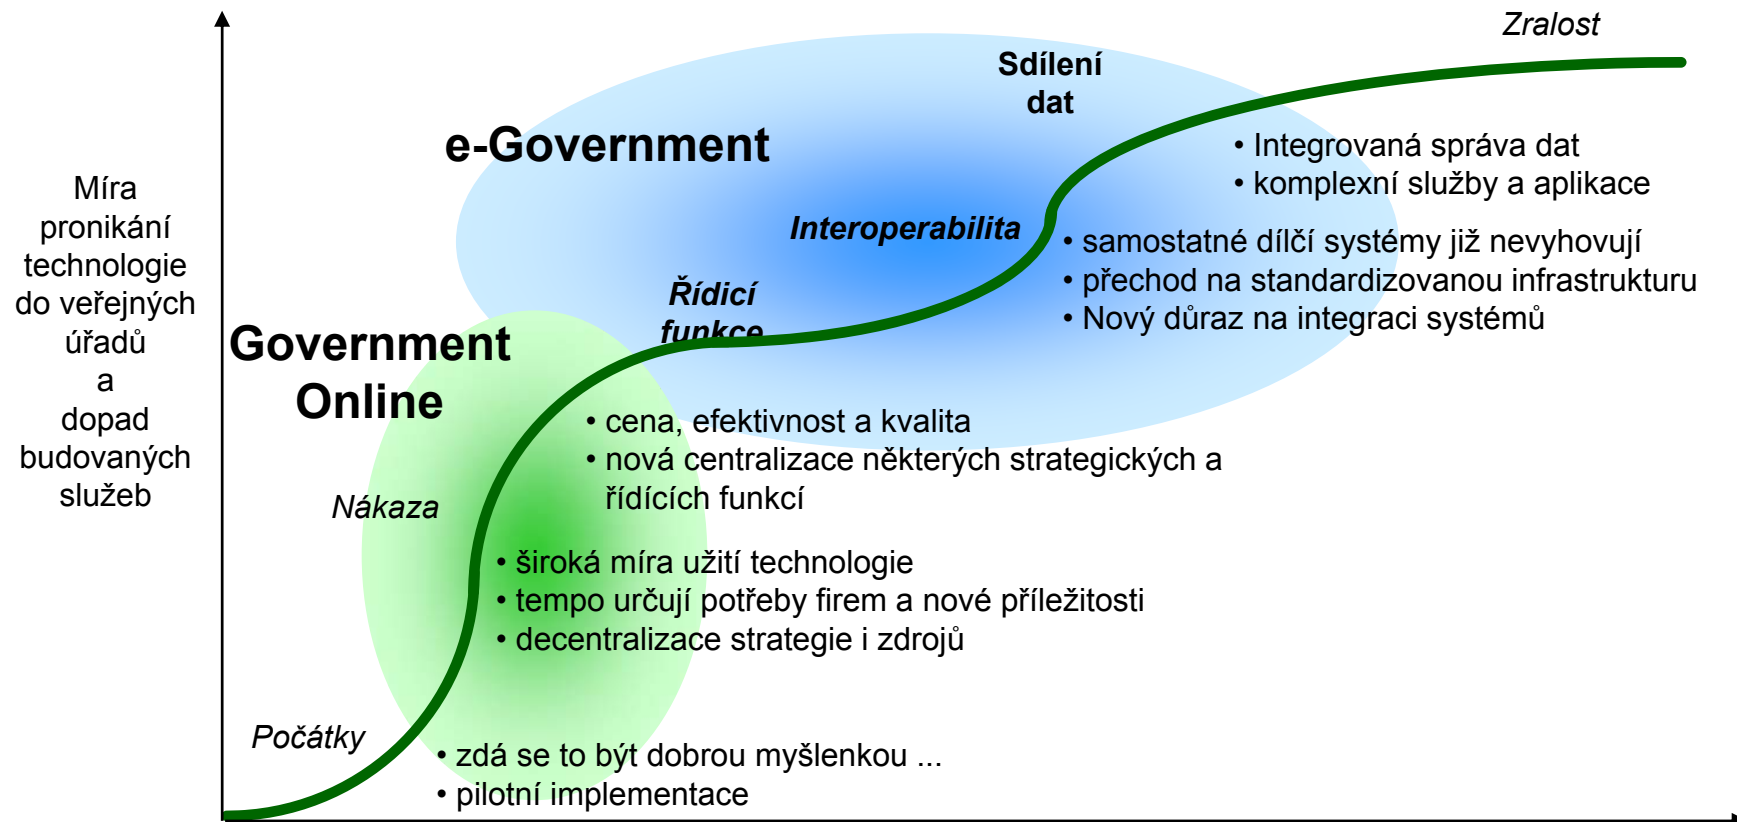 Zralost
Sdílení
dat
e-Government
• Integrovaná správa dat
• komplexní služby a aplikace
Míra
pronikání
technologie
do veřejných
úřadů
a
dopad
budovaných
služeb
Interoperabilita
• samostatné dílčí systémy již nevyhovují
• přechod na standardizovanou infrastrukturu
• Nový důraz na integraci systémů
Řídicí
funkce
Government
Online
• cena, efektivnost a kvalita
• nová centralizace některých strategických a
řídících funkcí
Nákaza
• široká míra užití technologie
• tempo určují potřeby firem a nové příležitosti
• decentralizace strategie i zdrojů
Počátky
• zdá se to být dobrou myšlenkou ...
• pilotní implementace